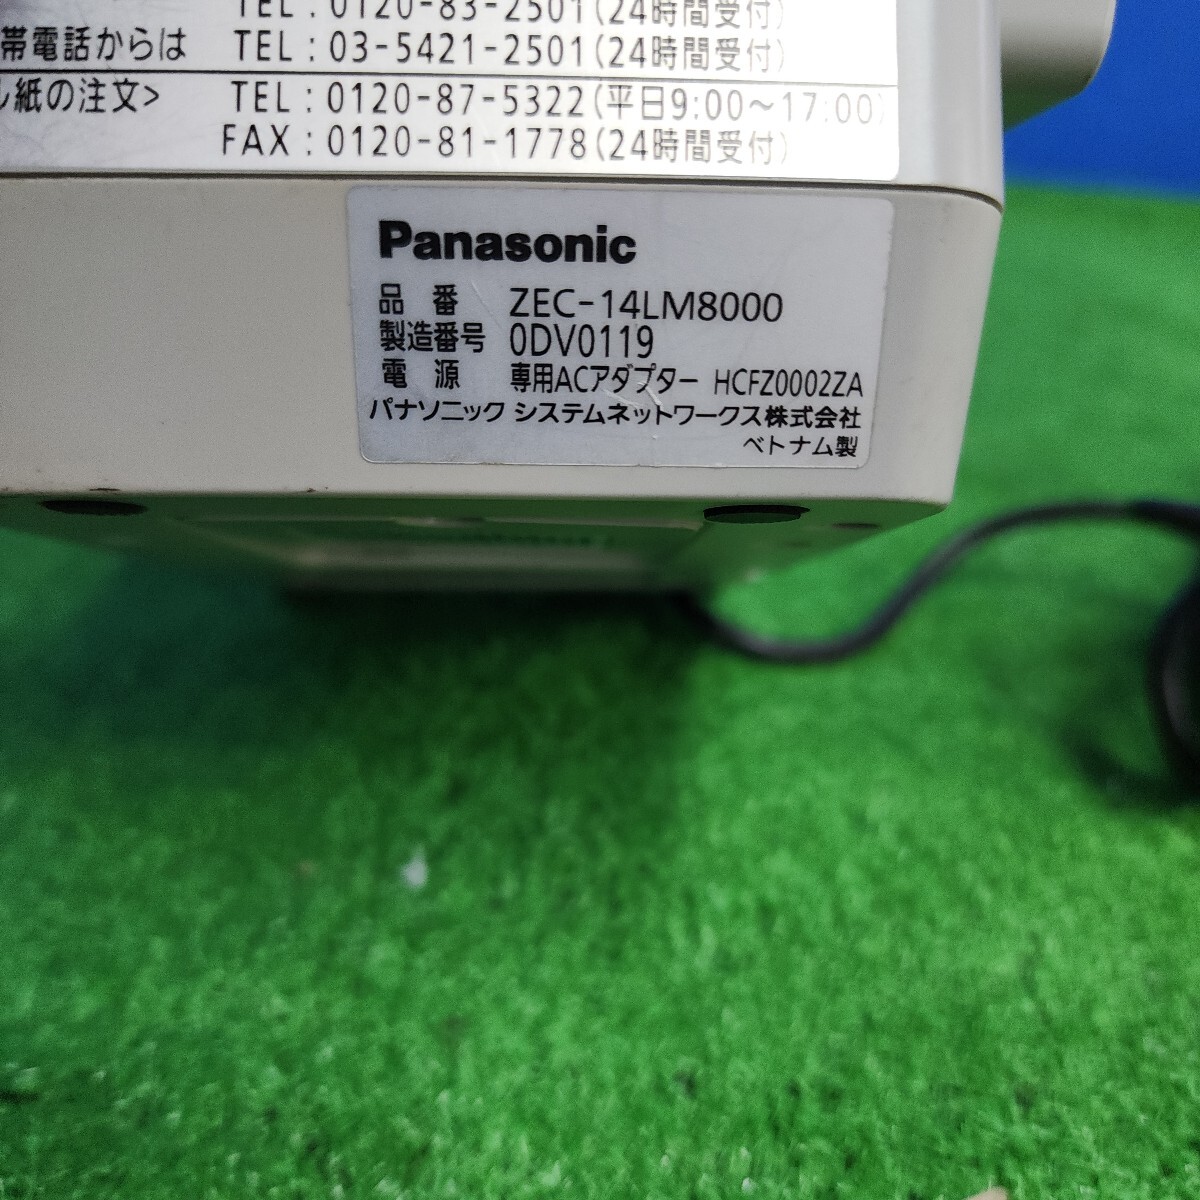 TEL : 0120-83-2501(24時間受付)
帯電話からは TEL : 03-5421-2501(24時間受付)
ル紙の注文> TEL : 0120-87-5322(平日9:00～17:00)
FAX : 0120-81-1778(24時間受付)
Panasonic
品 番 ZEC-14LM8000
製造番号 0DV0119
電 源 専用ACアダプター HCFZ0002ZA
パナソニック システムネットワークス株式会社
ベトナム製